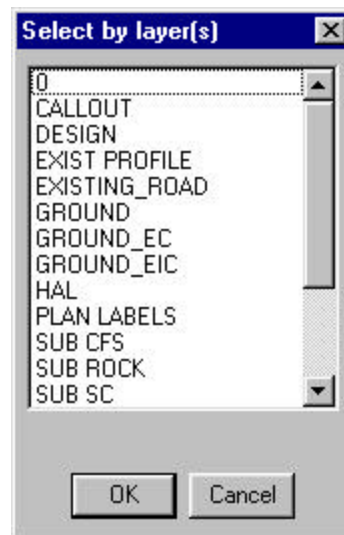 Select by layer(s)
0
CALLOUT
DESIGN
EXIST PROFILE
EXISTING_ROAD
GROUND
GROUND_EC
GROUND_EIC
HAL
PLAN LABELS
SUB CFS
SUB ROCK
SUB SC
OK Cancel